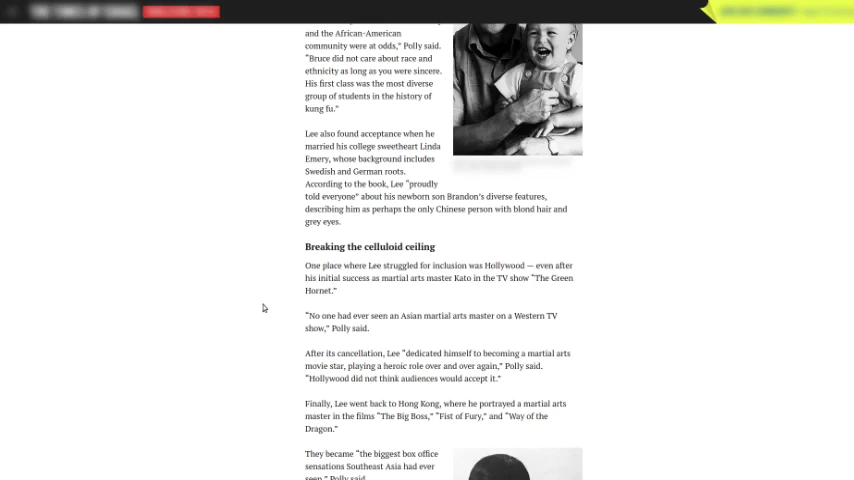 and the African-American
community were at odds,” Polly said.
“Bruce did not care about race and
ethnicity as long as you were sincere.
His first class was the most diverse
group of students in the history of
kung fu.”
Lee also found acceptance when he
married his college sweetheart Linda
Emery, whose background includes
Swedish and German roots.
According to the book, Lee “proudly
told everyone” about his newborn son Brandon’s diverse features,
describing him as perhaps the only Chinese person with blond hair and
grey eyes.
Breaking the celluloid ceiling
One place where Lee struggled for inclusion was Hollywood — even after
his initial success as martial arts master Kato in the TV show “The Green
Hornet.”
“No one had ever seen an Asian martial arts master on a Western TV
show,” Polly said.
After its cancellation, Lee “dedicated himself to becoming a martial arts
movie star, playing a heroic role over and over again,” Polly said.
“Hollywood did not think audiences would accept it.”
Finally, Lee went back to Hong Kong, where he portrayed a martial arts
master in the films “The Big Boss,” “Fist of Fury,” and “Way of the
Dragon.”
They became “the biggest box office
sensations Southeast Asia had ever
seen,” Polly said